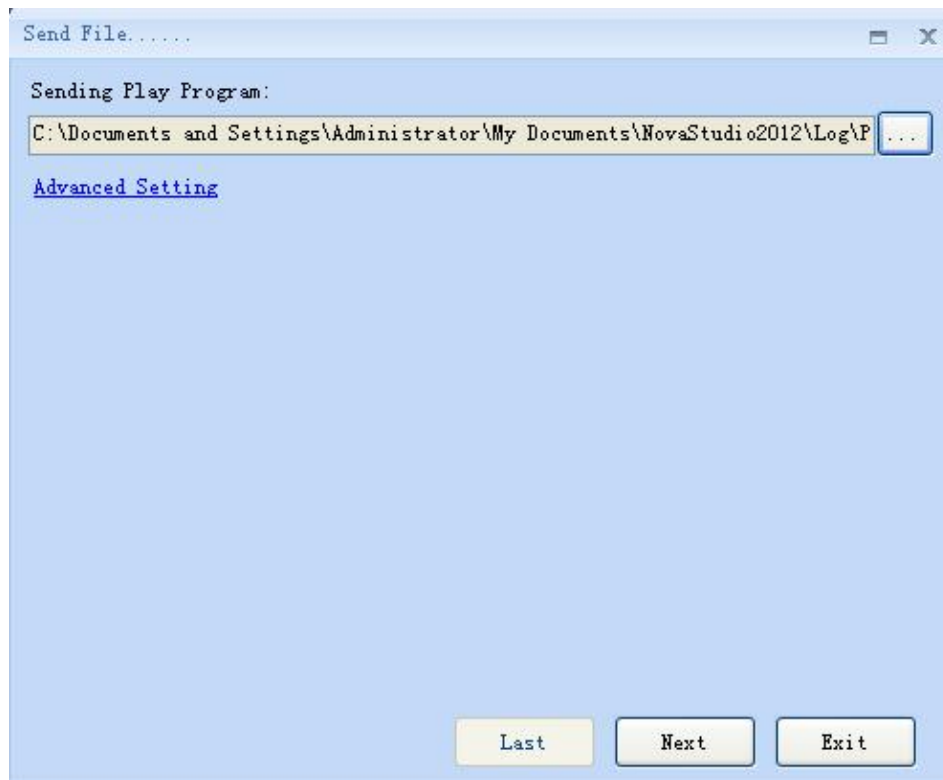 Send File......
Sending Play Program:
C:\Documents and Settings\Administrator\My Documents\NovaStudio2012\Log\P ...
Advanced Setting
Last Next Exit